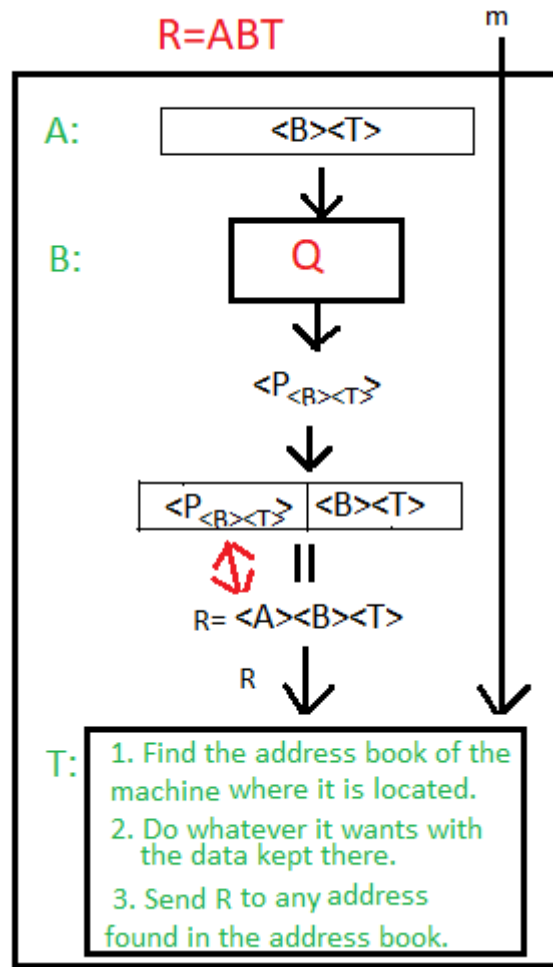 R=ABT
m
A:
<B><T>
B:
Q
<P<B><T>>
<P<B><T>> <B><T>
R= <A><B><T>
R
T:
1. Find the address book of the
machine where it is located.
2. Do whatever it wants with
the data kept there.
3. Send R to any address
found in the address book.